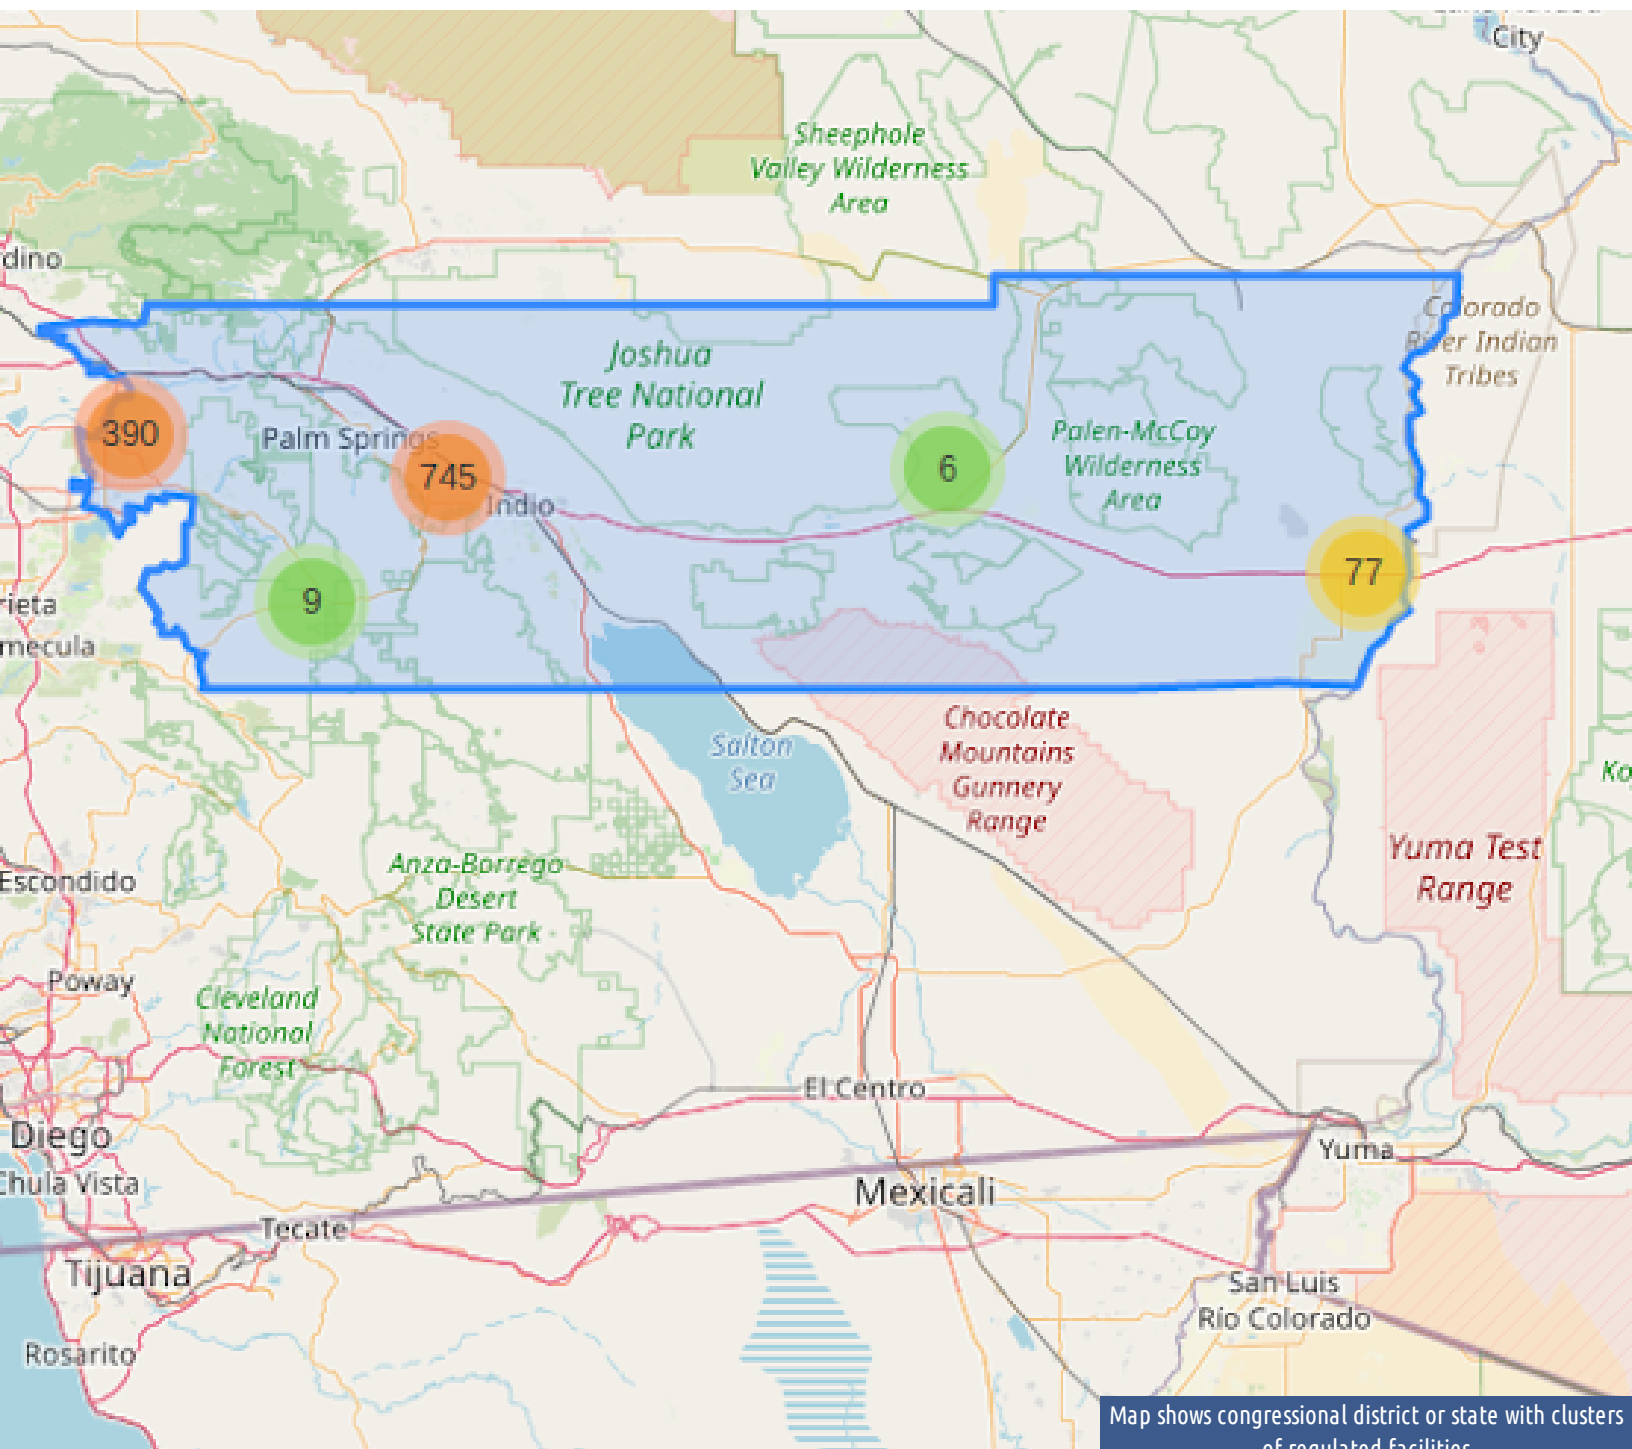 City
Sheephole
Valley Wilderness
Area
dino
Colorado
River Indian
Tribes
Joshua
Tree National
Park
390
Palm Springs
745
Indio
6
Palen-McCoy
Wilderness
Area
77
9
rieta
mecula
Chocolate
Mountains
Gunnery
Range
Salton
Sea
Ko
Yuma Test
Range
Anza-Borrego
Desert
State Park
Escondido
Poway
Cleveland
National
Forest
El Centro
Diego
Yuma
Chula Vista
Mexicali
Tecate
Tijuana
San Luis
Río Colorado
Rosarito
Map shows congressional district or state with clusters
of regulated facilities